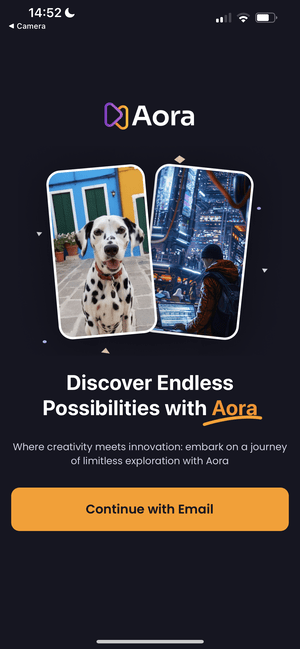 14:52
◀ Camera
Aora
Discover Endless
Possibilities with Aora
Where creativity meets innovation: embark on a journey
of limitless exploration with Aora
Continue with Email